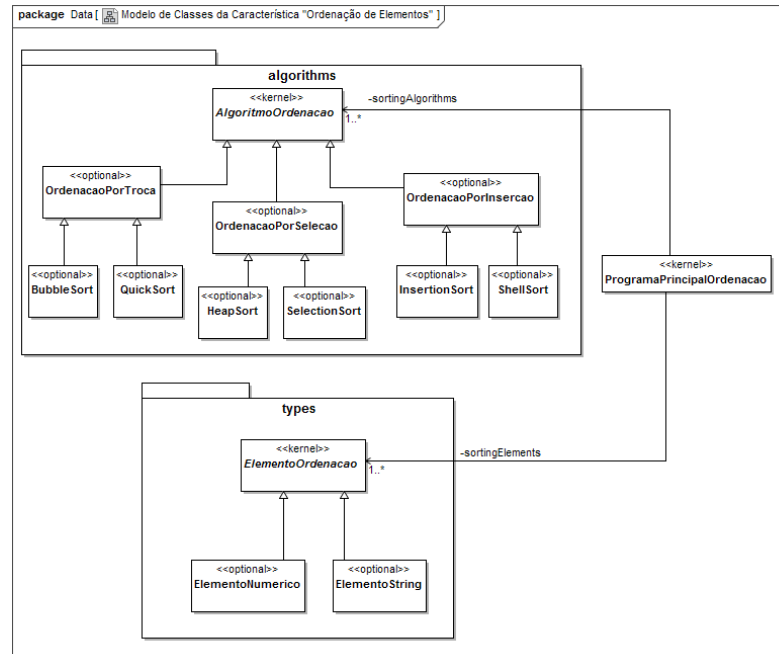 package Data [ Modelo de Classes da Característica "Ordenação de Elementos" ]
algorithms
<<kernel>>
AlgoritmoOrdenacao
-sortingAlgorithms
1..*
<<optional>>
OrdenacaoPorTroca
<<optional>>
OrdenacaoPorSelecao
<<optional>>
OrdenacaoPorInsercao
<<optional>>
BubbleSort
<<optional>>
QuickSort
<<optional>>
HeapSort
<<optional>>
SelectionSort
<<optional>>
InsertionSort
<<optional>>
ShellSort
<<kernel>>
ProgramaPrincipalOrdenacao
types
<<kernel>>
ElementoOrdenacao
-sortingElements
1..*
<<optional>>
ElementoNumerico
<<optional>>
ElementoString